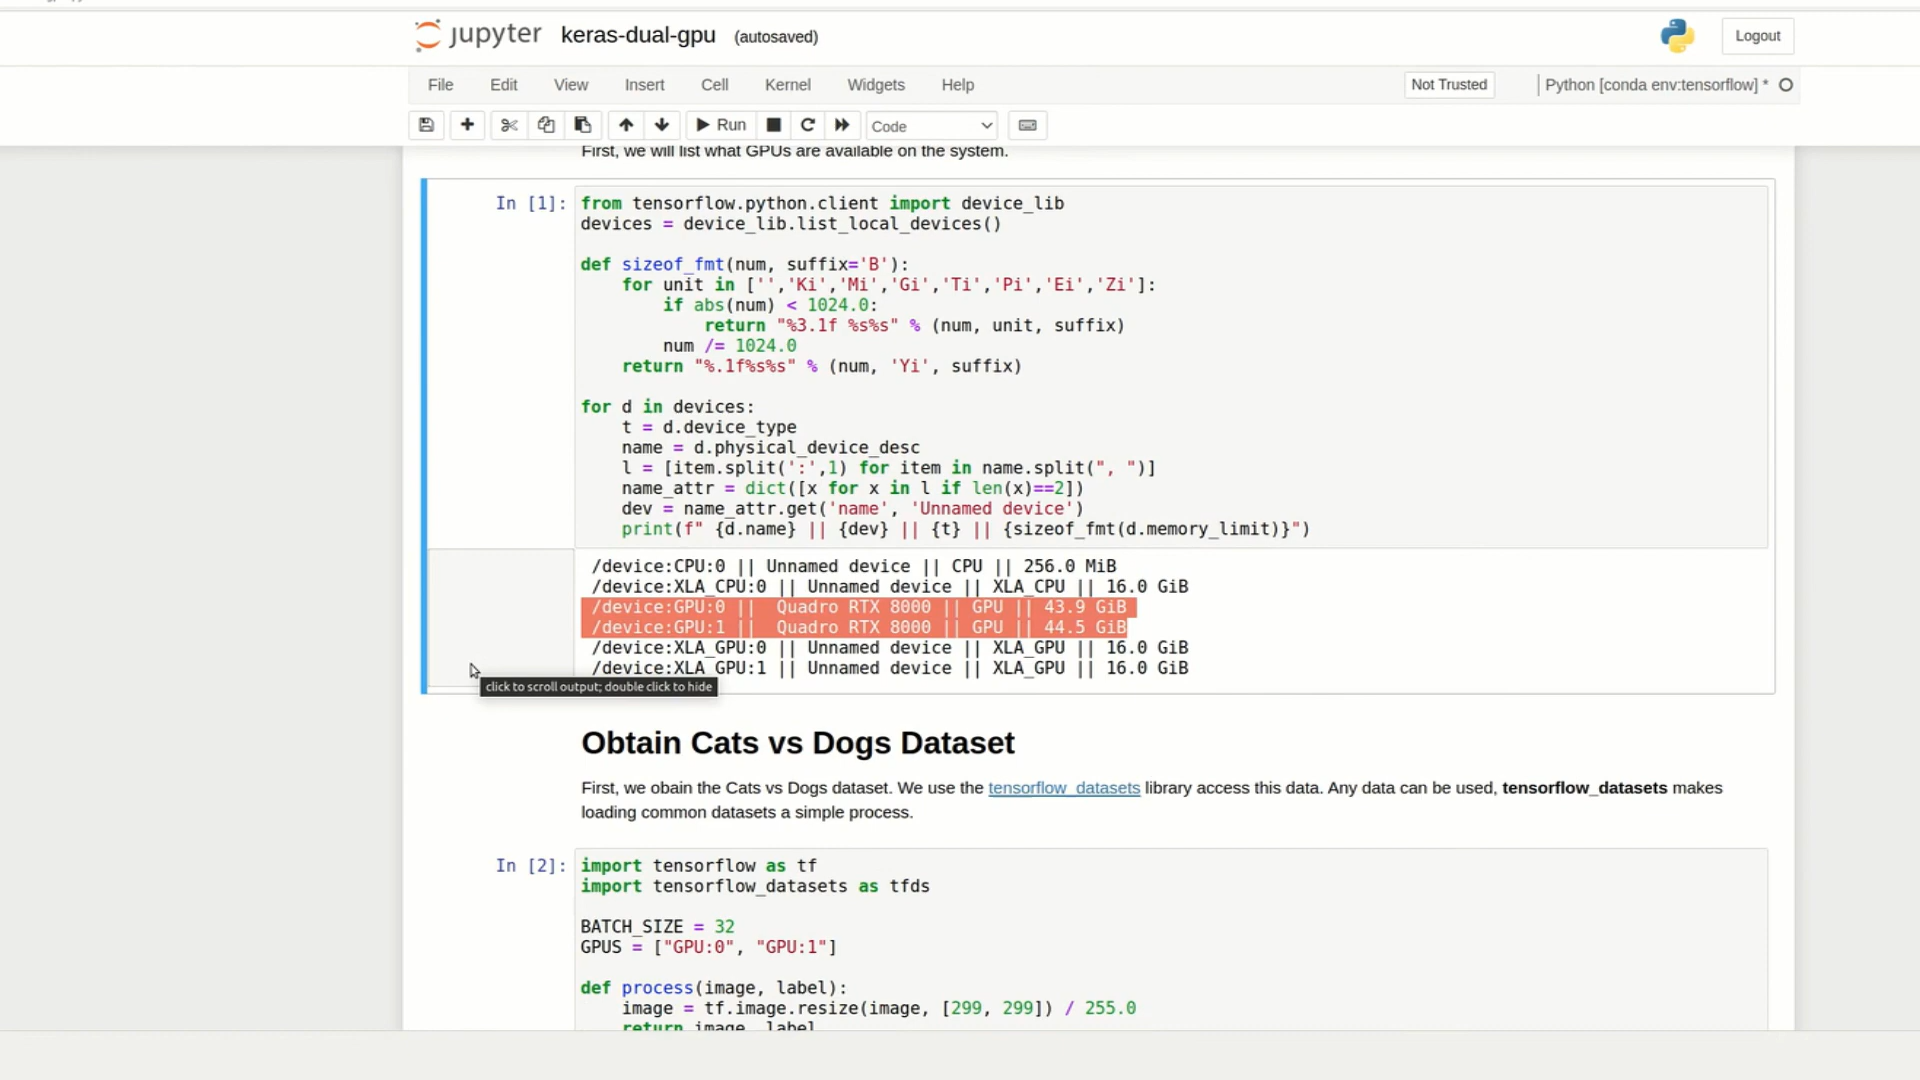 jupyter keras-dual-gpu (autosaved) Logout
File Edit View Insert Cell Kernel Widgets Help Not Trusted Python [conda env:tensorflow] *
Run Code
First, we will list what GPUs are available on the system.
In [1]: from tensorflow.python.client import device_lib
devices = device_lib.list_local_devices()
def sizeof_fmt(num, suffix='B'):
for unit in ['','Ki','Mi','Gi','Ti','Pi','Ei','Zi']:
if abs(num) < 1024.0:
return "%3.1f %s%s" % (num, unit, suffix)
num /= 1024.0
return "%.1f%s%s" % (num, 'Yi', suffix)
for d in devices:
t = d.device_type
name = d.physical_device_desc
l = [item.split(':',1) for item in name.split(", ")]
name_attr = dict([x for x in l if len(x)==2])
dev = name_attr.get('name', 'Unnamed device')
print(f" {d.name} || {dev} || {t} || {sizeof_fmt(d.memory_limit)}")
/device:CPU:0 || Unnamed device || CPU || 256.0 MiB
/device:XLA_CPU:0 || Unnamed device || XLA_CPU || 16.0 GiB
/device:GPU:0 ||  Quadro RTX 8000 || GPU || 43.9 GiB
/device:GPU:1 ||  Quadro RTX 8000 || GPU || 44.5 GiB
/device:XLA_GPU:0 || Unnamed device || XLA_GPU || 16.0 GiB
/device:XLA_GPU:1 || Unnamed device || XLA_GPU || 16.0 GiB
click to scroll output; double click to hide
Obtain Cats vs Dogs Dataset
First, we obain the Cats vs Dogs dataset. We use the tensorflow_datasets library access this data. Any data can be used, tensorflow_datasets makes
loading common datasets a simple process.
In [2]: import tensorflow as tf
import tensorflow_datasets as tfds
BATCH_SIZE = 32
GPUS = ["GPU:0", "GPU:1"]
def process(image, label):
image = tf.image.resize(image, [299, 299]) / 255.0
return image, label